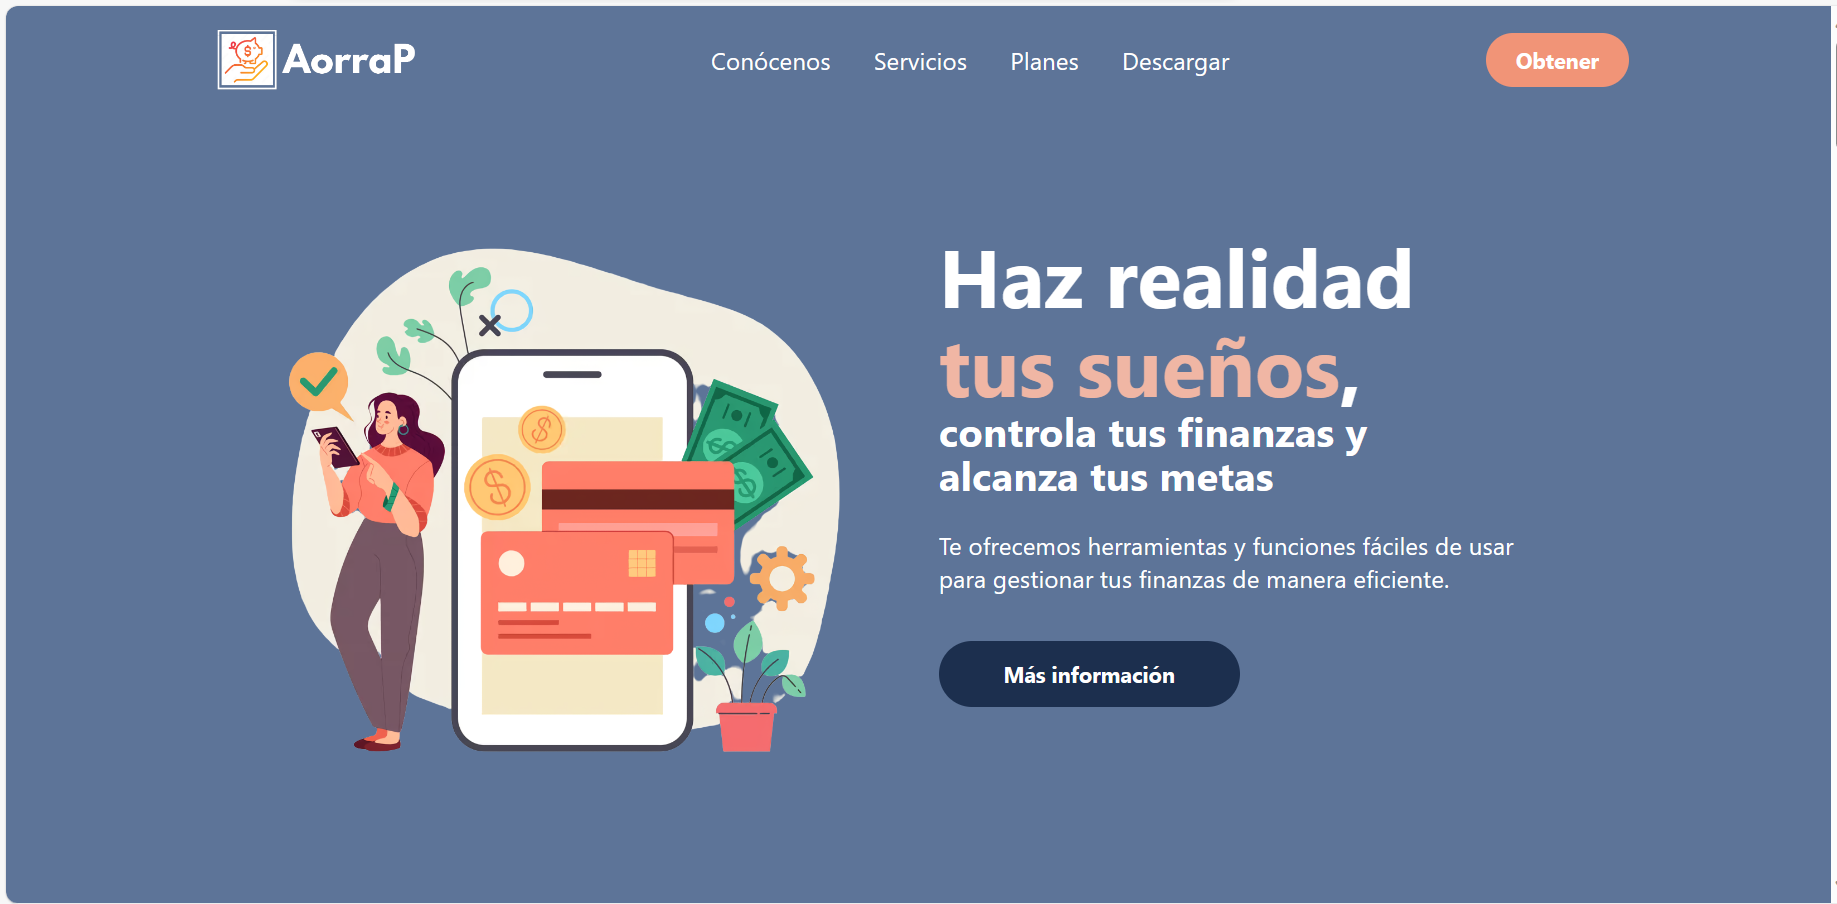 AorraP
Conócenos
Servicios
Planes
Descargar
Obtener
Haz realidad
tus sueños,
controla tus finanzas y
alcanza tus metas
Te ofrecemos herramientas y funciones fáciles de usar
para gestionar tus finanzas de manera eficiente.
Más información